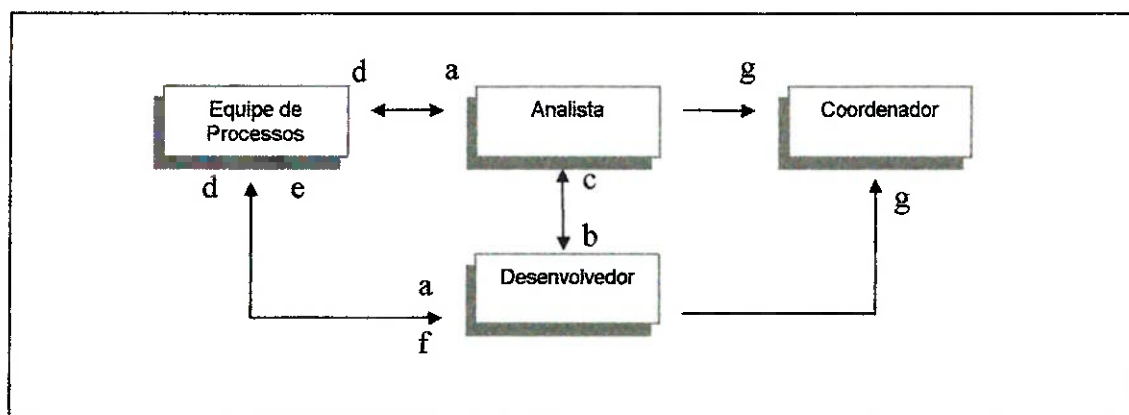 d a g
Equipe de
Processos
Analista
Coordenador
d e
c
g
b
Desenvolvedor
a
f